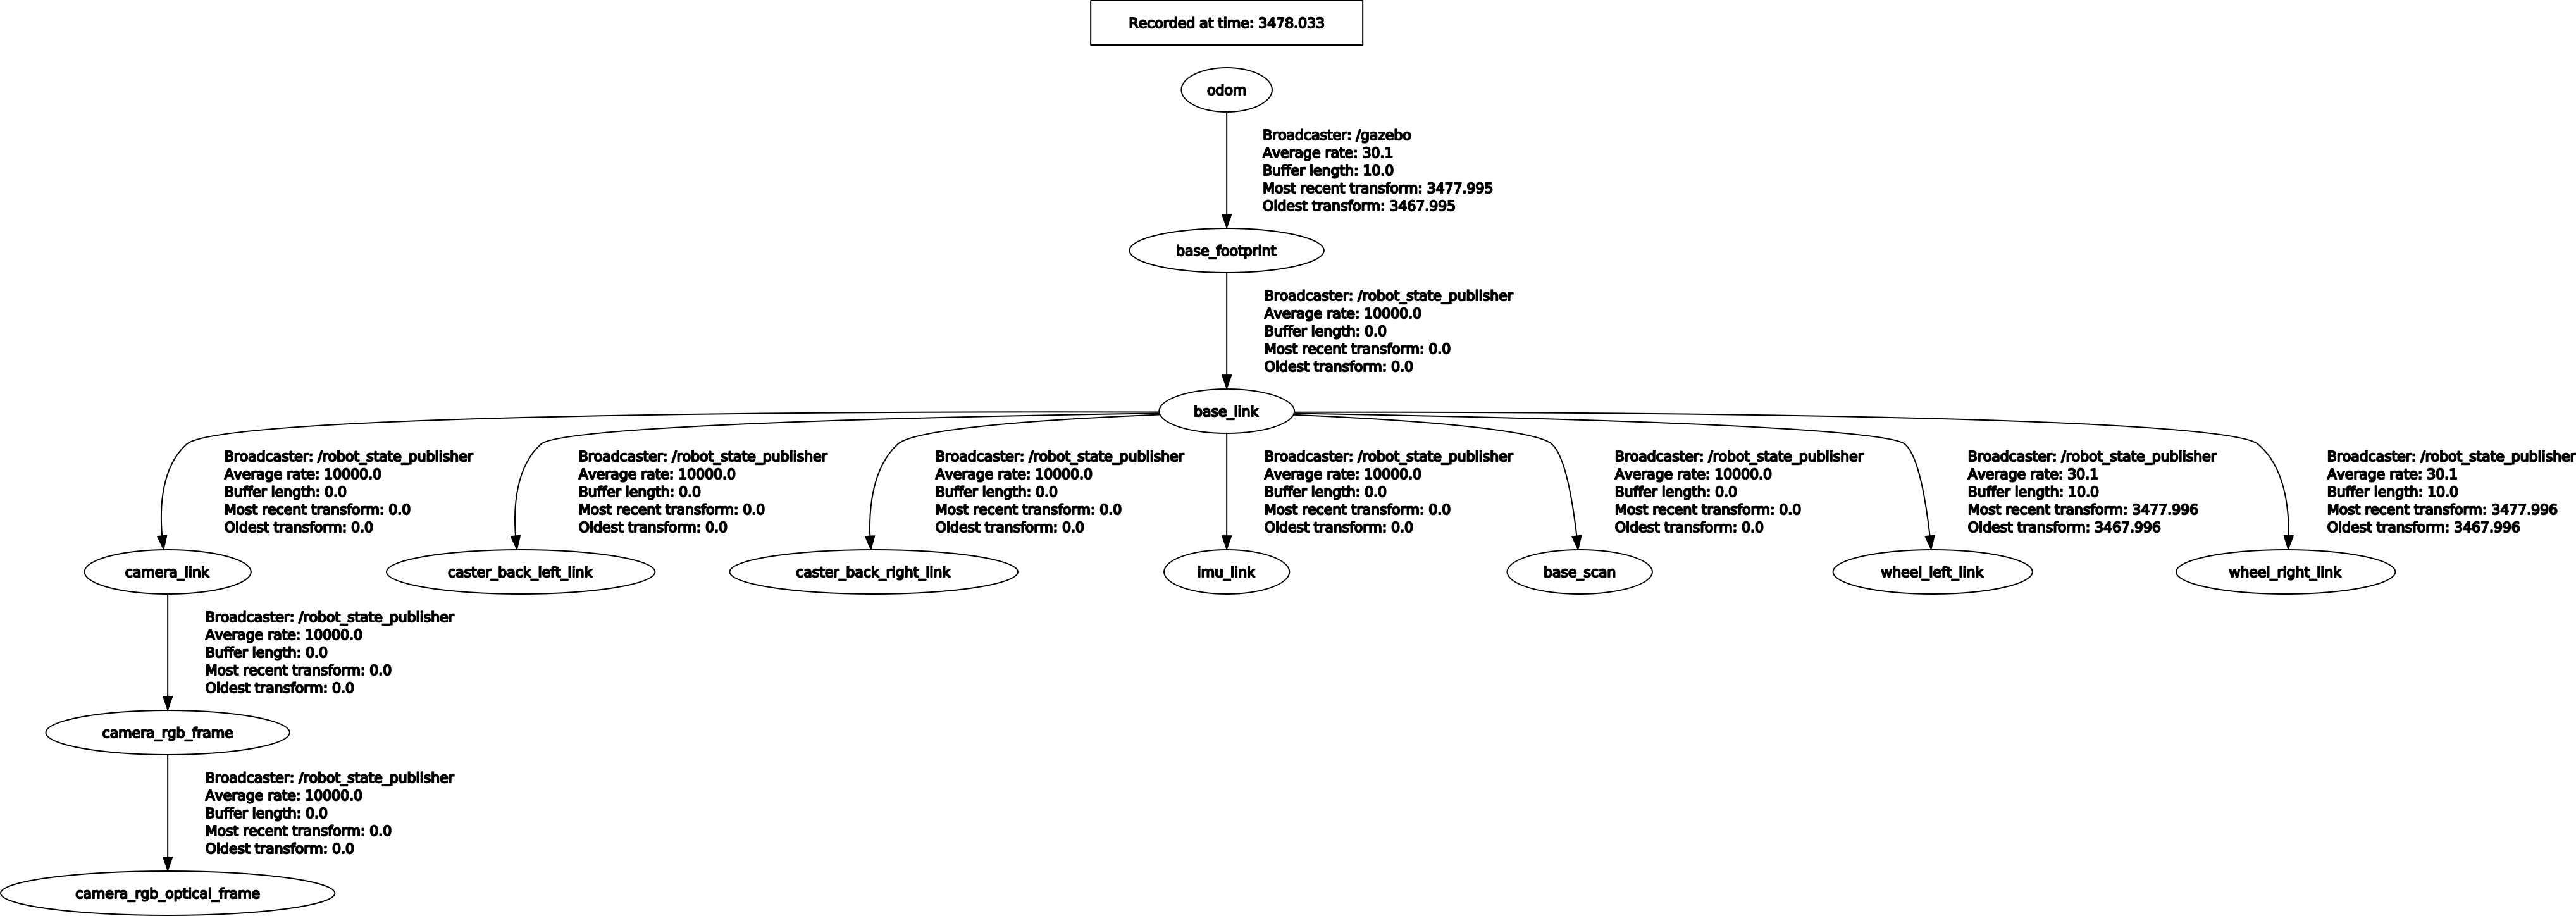 Recorded at time: 3478.033
odom
Broadcaster: /gazebo
Average rate: 30.1
Buffer length: 10.0
Most recent transform: 3477.995
Oldest transform: 3467.995
base_footprint
Broadcaster: /robot_state_publisher
Average rate: 10000.0
Buffer length: 0.0
Most recent transform: 0.0
Oldest transform: 0.0
base_link
Broadcaster: /robot_state_publisher
Average rate: 10000.0
Buffer length: 0.0
Most recent transform: 0.0
Oldest transform: 0.0
Broadcaster: /robot_state_publisher
Average rate: 10000.0
Buffer length: 0.0
Most recent transform: 0.0
Oldest transform: 0.0
Broadcaster: /robot_state_publisher
Average rate: 10000.0
Buffer length: 0.0
Most recent transform: 0.0
Oldest transform: 0.0
Broadcaster: /robot_state_publisher
Average rate: 10000.0
Buffer length: 0.0
Most recent transform: 0.0
Oldest transform: 0.0
Broadcaster: /robot_state_publisher
Average rate: 10000.0
Buffer length: 0.0
Most recent transform: 0.0
Oldest transform: 0.0
Broadcaster: /robot_state_publisher
Average rate: 30.1
Buffer length: 10.0
Most recent transform: 3477.996
Oldest transform: 3467.996
Broadcaster: /robot_state_publisher
Average rate: 30.1
Buffer length: 10.0
Most recent transform: 3477.996
Oldest transform: 3467.996
camera_link
caster_back_left_link
caster_back_right_link
imu_link
base_scan
wheel_left_link
wheel_right_link
Broadcaster: /robot_state_publisher
Average rate: 10000.0
Buffer length: 0.0
Most recent transform: 0.0
Oldest transform: 0.0
camera_rgb_frame
Broadcaster: /robot_state_publisher
Average rate: 10000.0
Buffer length: 0.0
Most recent transform: 0.0
Oldest transform: 0.0
camera_rgb_optical_frame